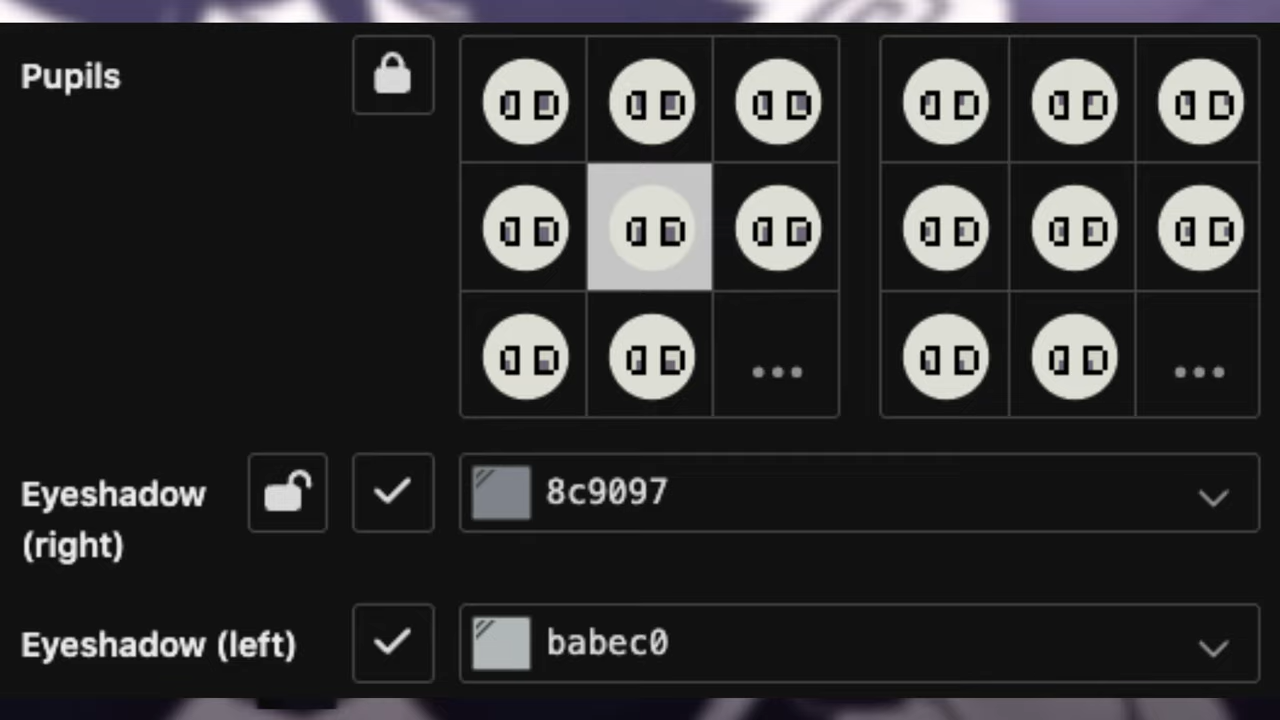 Pupils
Eyeshadow
(right)
8c9097
Eyeshadow (left)
babec0